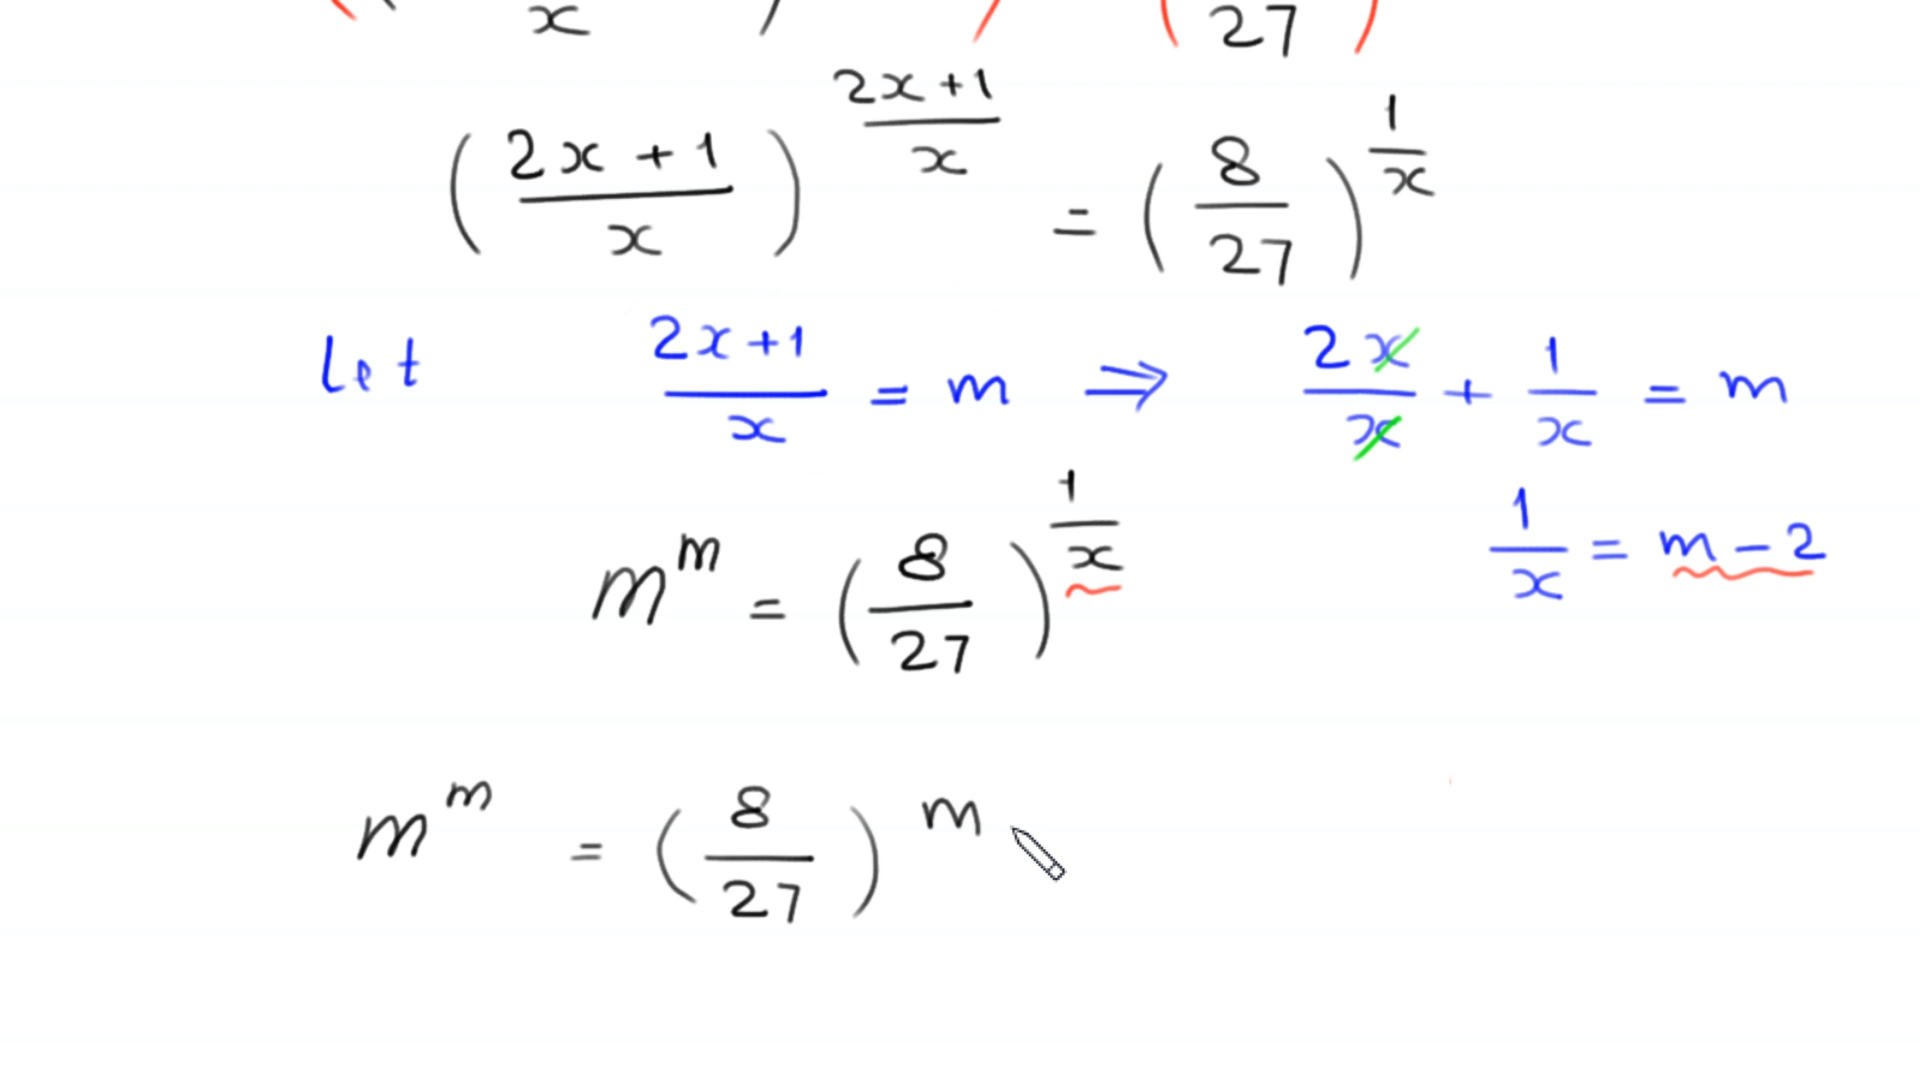 x 27
((2x+1)/x)^((2x+1)/x) = (8/27)^(1/x)
let (2x+1)/x = m ⇒ 2x/x + 1/x = m
m^m = (8/27)^(1/x) 1/x = m-2
m^m = (8/27)^m